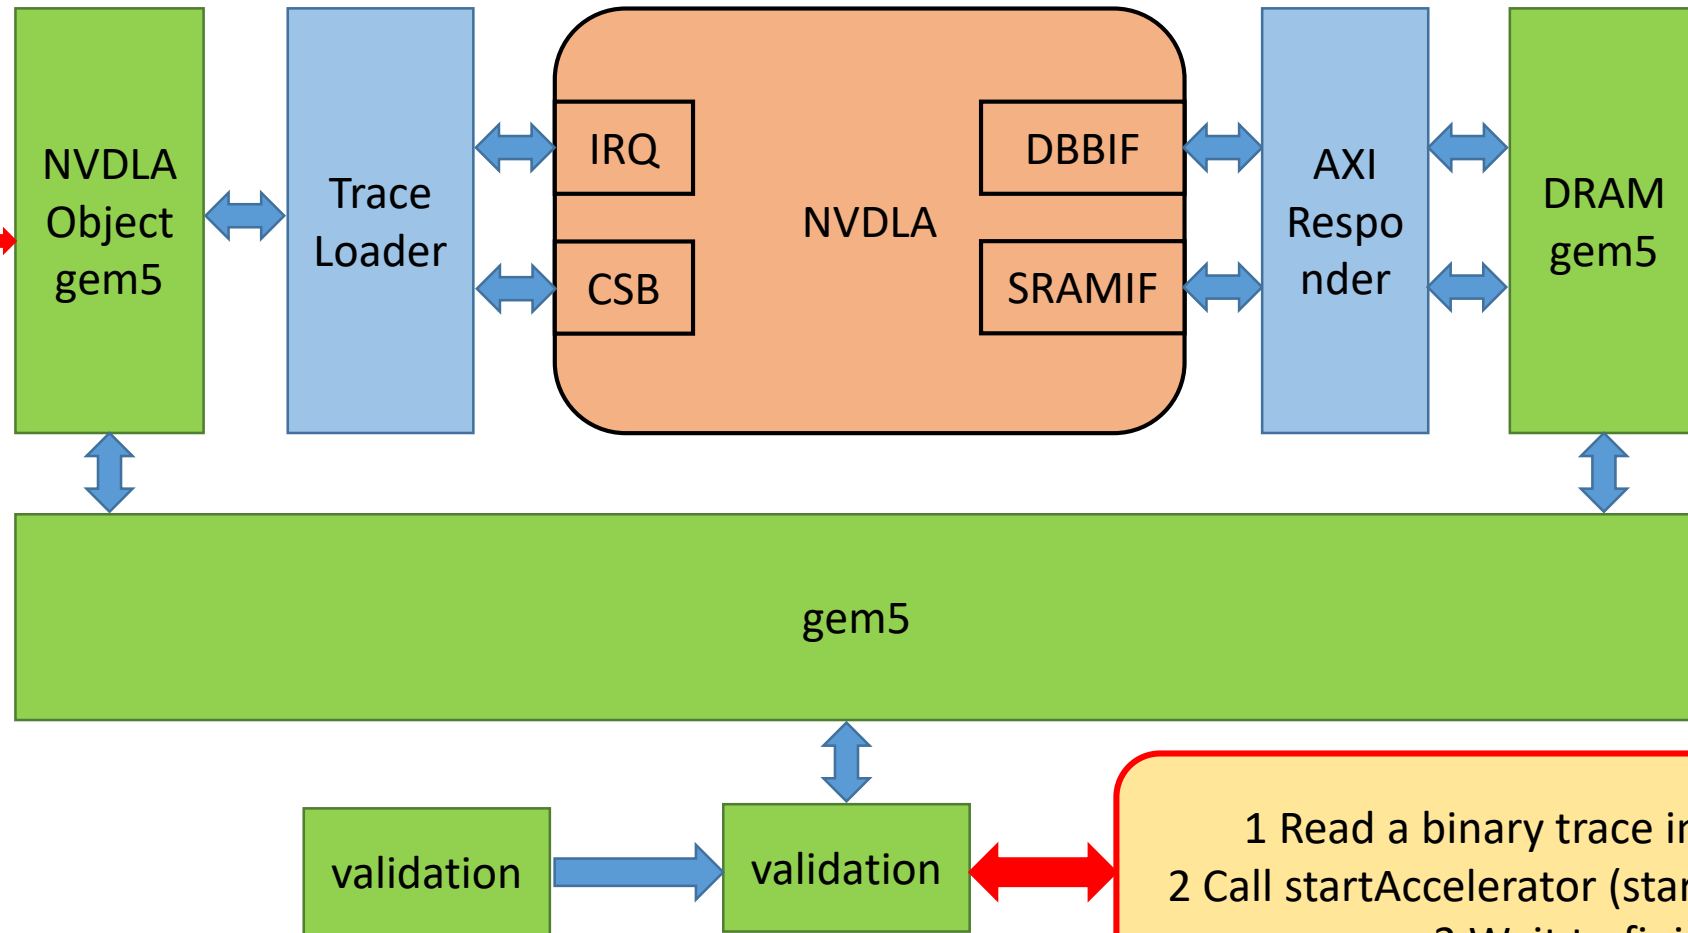 NVDLA
Object
gem5
Trace
Loader
IRQ
CSB
NVDLA
DBBIF
SRAMIF
AXI
Respo
nder
DRAM
gem5
gem5
validation
validation
1 Read a binary trace
2 Call startAccelerator